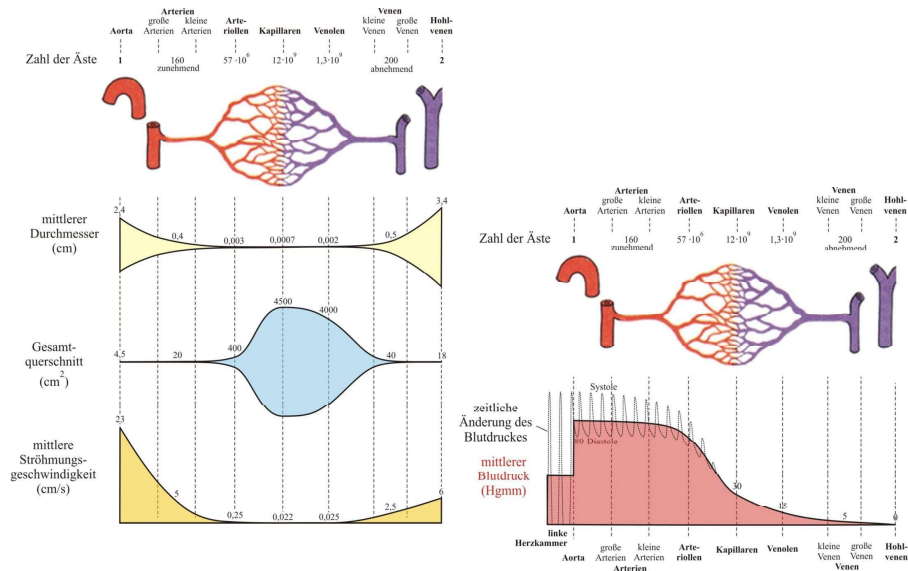 Arterien Venen
große kleine Arte- kleine große Hohl-
Aorta Arterien Arterien riollen Kapillaren Venolen Venen Venen venen
Zahl der Äste 1 160 57 ·10⁶ 12·10⁹ 1,3·10⁹ 200 2
zunehmend abnehmend
mittlerer
Durchmesser
(cm)
2,4 0,4 0,003 0,0007 0,002 0,5 3,4
Gesamt-
querschnitt
(cm²)
4,5 20 400 4500 4000 40 18
mittlere
Ströhmungs-
geschwindigkeit
(cm/s)
23 5 0,25 0,022 0,025 2,5 6
Arterien Venen
große kleine Arte- kleine große Hohl-
Aorta Arterien Arterien riollen Kapillaren Venolen Venen Venen venen
Zahl der Äste 1 160 57 ·10⁶ 12·10⁹ 1,3·10⁹ 200 2
zunehmend abnehmend
Systole
zeitliche
Änderung des
Blutdruckes
80 Diastole
mittlerer
Blutdruck
(Hgmm)
30 15 5 0
linke
Herzkammer
Aorta große Arterien kleine Arterien Arte-riollen Kapillaren Venolen kleine Venen große Venen Hohl-venen
Arterien Venen